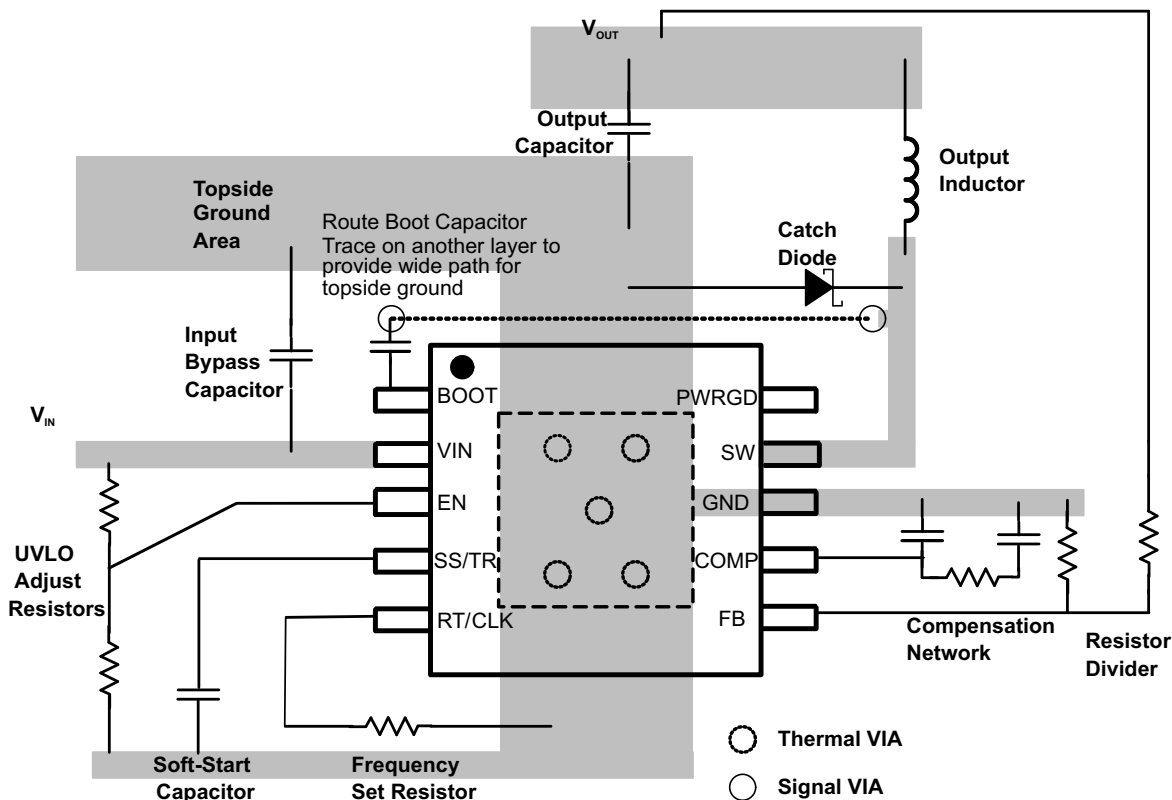 VOUT
Output
Capacitor
Output
Inductor
Topside
Ground
Area
Route Boot Capacitor
Trace on another layer to
provide wide path for
topside ground
Catch
Diode
Input
Bypass
Capacitor
VIN
BOOT
VIN
EN
SS/TR
RT/CLK
PWRGD
SW
GND
COMP
FB
UVLO
Adjust
Resistors
Compensation
Network
Resistor
Divider
Soft-Start
Capacitor
Frequency
Set Resistor
Thermal VIA
Signal VIA